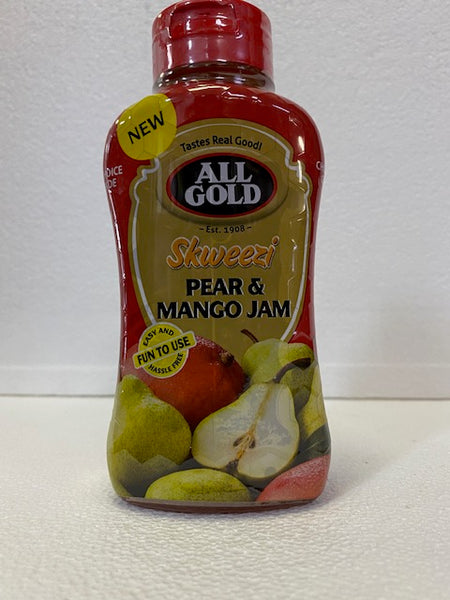 NEW
Tastes Real Good!
ALL
GOLD
- Est. 1908 -
Skweezi
PEAR &
MANGO JAM
EASY AND
FUN TO USE
HASSLE FREE